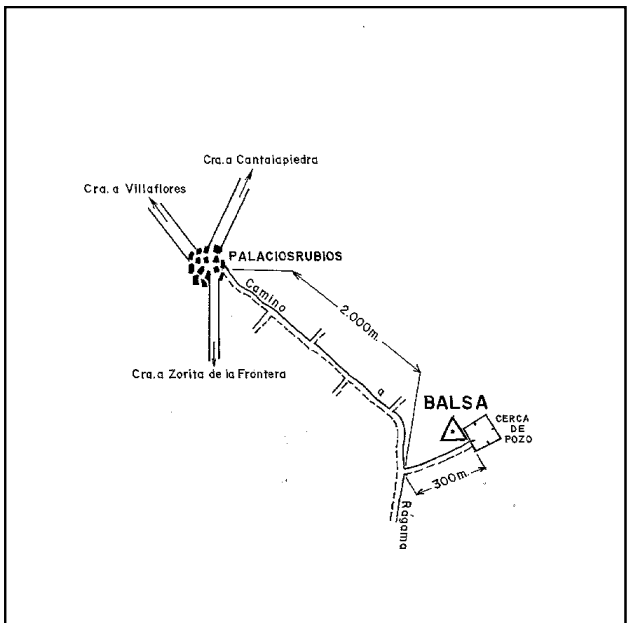 Cra. a Cantalapiedra
Cra. a Villaflores
PALACIOSRUBIOS
Camino
2.000m.
Cra. a Zorita de la Frontera
a
BALSA
CERCA
DE
POZO
300m.
Rágama